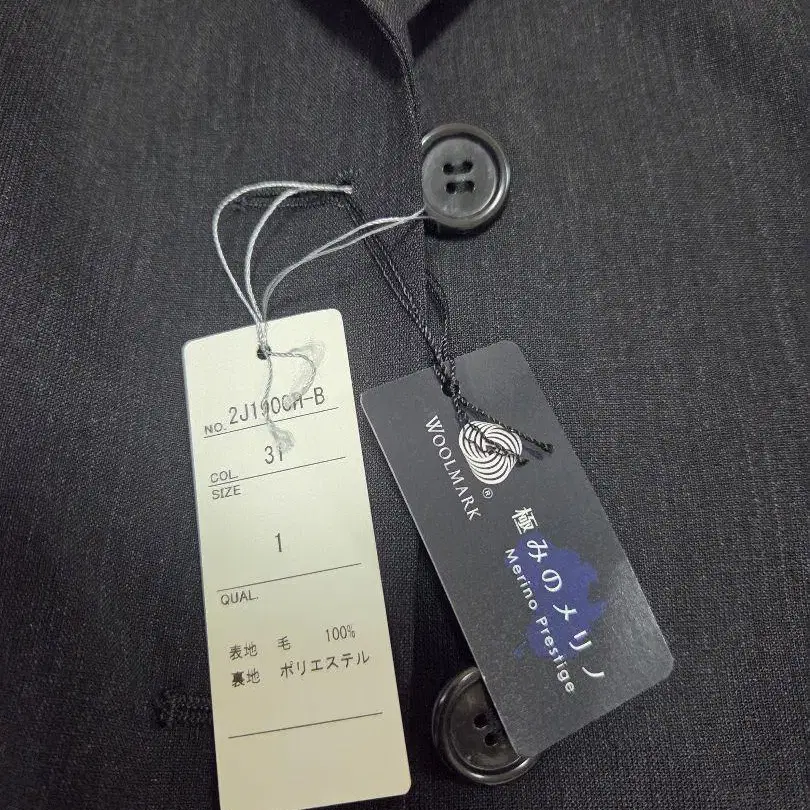 NO. 2J190CH-B
COL. 31
SIZE
1
QUAL.
表地 毛 100%
裏地 ポリエステル
WOOLMARK ®
極みのメリノ
Merino Prestige